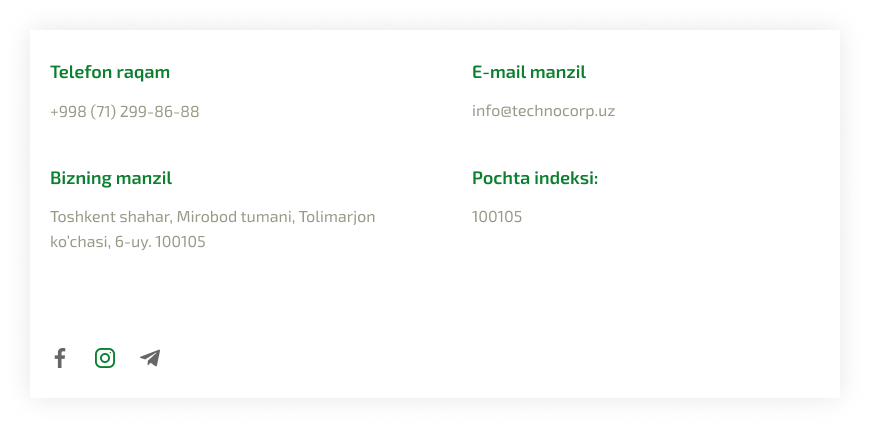 Telefon raqam
+998 (71) 299-86-88
E-mail manzil
info@technocorp.uz
Bizning manzil
Toshkent shahar, Mirobod tumani, Tolimarjon
ko'chasi, 6-uy. 100105
Pochta indeksi:
100105